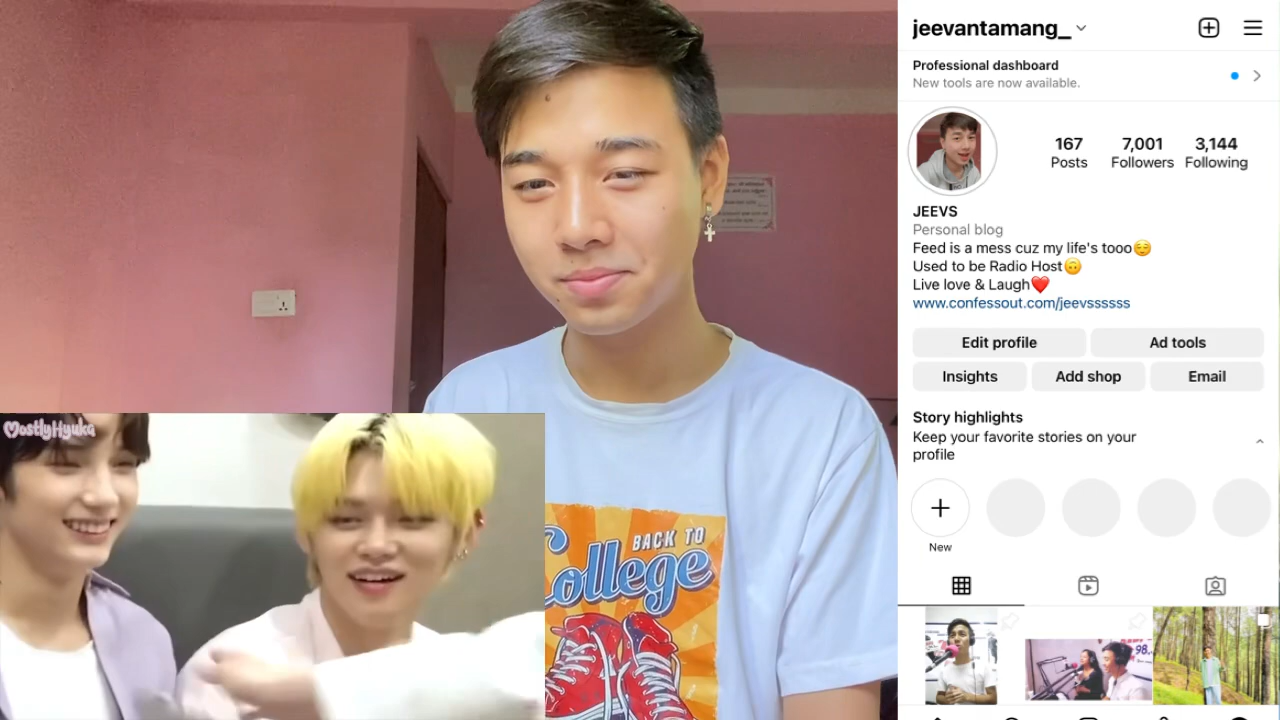 jeevantamang_
Professional dashboard
New tools are now available.
167
Posts
7,001
Followers
3,144
Following
JEEVS
Personal blog
Feed is a mess cuz my life's tooo😌
Used to be Radio Host🙃
Live love & Laugh❤️
www.confessout.com/jeevssssss
Edit profile
Ad tools
Insights
Add shop
Email
Story highlights
Keep your favorite stories on your
profile
New
MostlyHyuka
BACK TO
College
98.